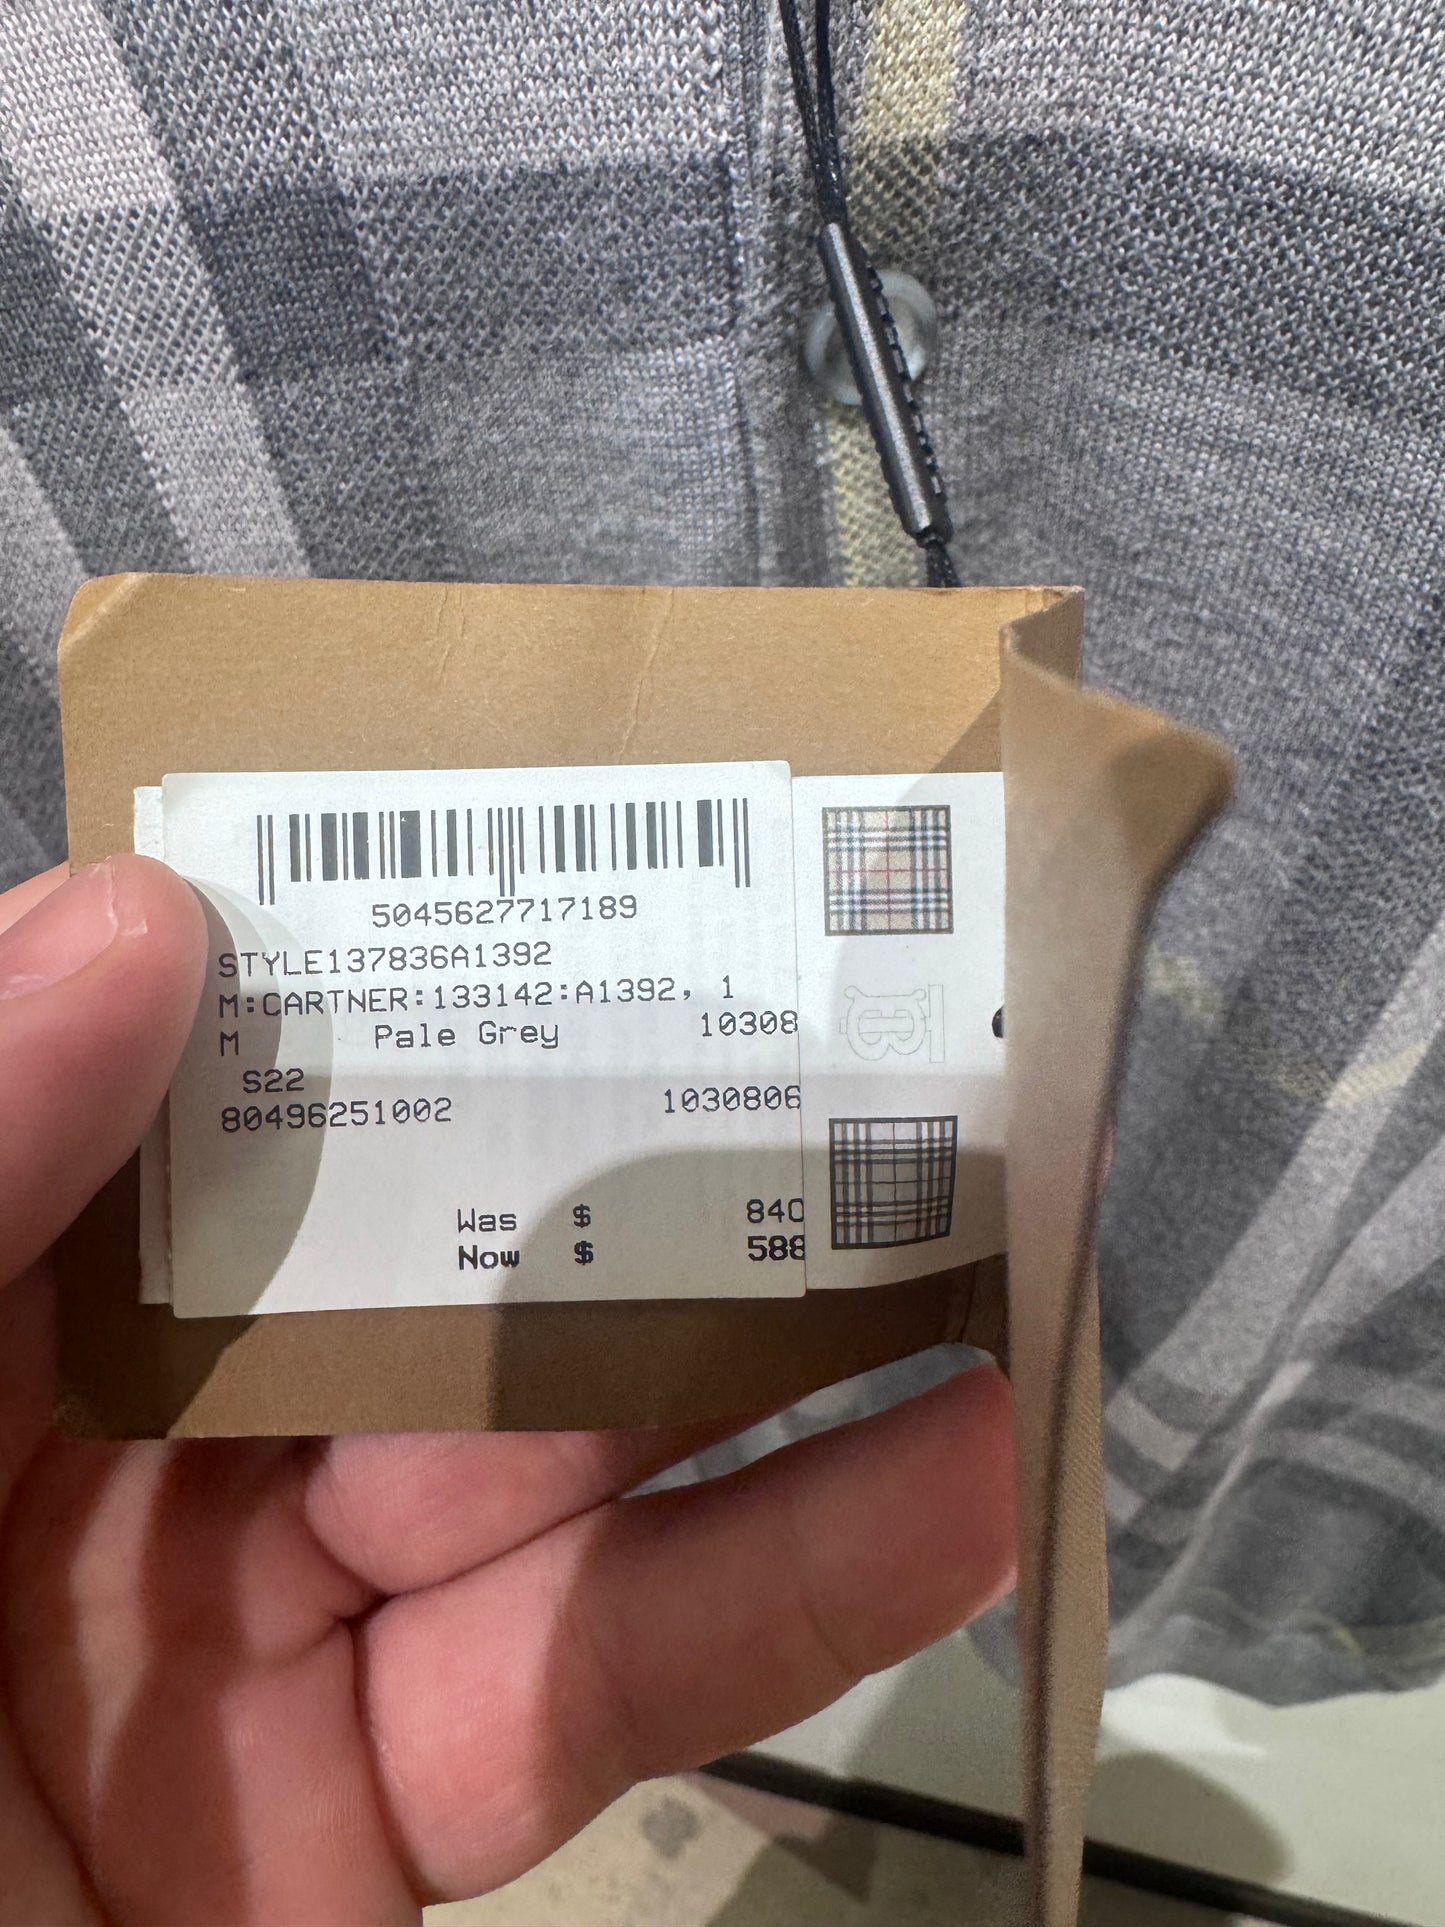 5045627717189
STYLE137836A1392
M:CARTNER:133142:A1392, 1
M Pale Grey 10308
S22
80496251002 1030806
Was $ 840
Now $ 588